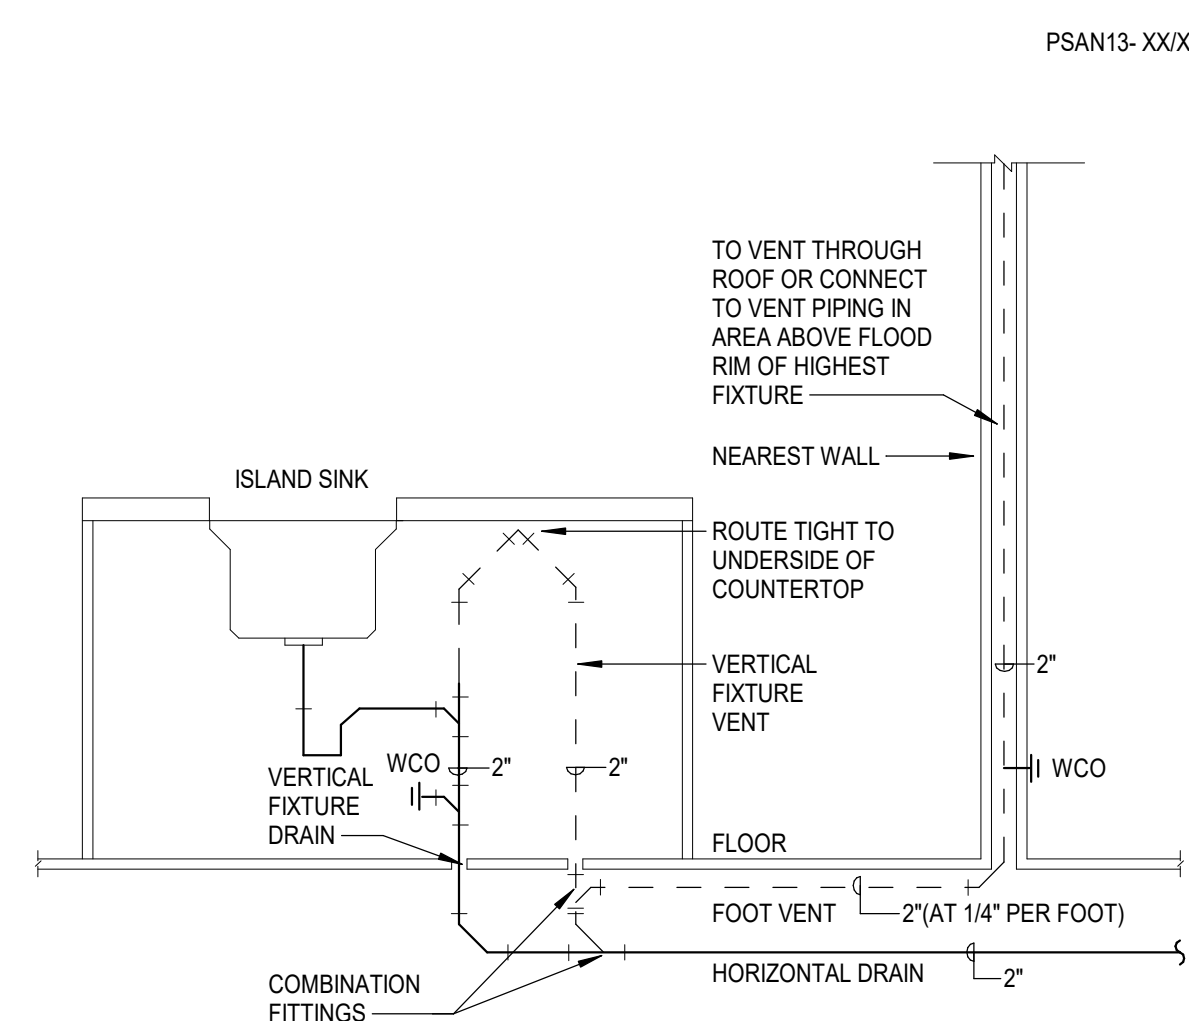 PSAN13- XX/X
TO VENT THROUGH
ROOF OR CONNECT
TO VENT PIPING IN
AREA ABOVE FLOOD
RIM OF HIGHEST
FIXTURE
NEAREST WALL
ISLAND SINK
ROUTE TIGHT TO
UNDERSIDE OF
COUNTERTOP
VERTICAL
FIXTURE
VENT
2"
WCO
2"
2"
WCO
VERTICAL
FIXTURE
DRAIN
FLOOR
FOOT VENT
2"(AT 1/4" PER FOOT)
HORIZONTAL DRAIN
2"
COMBINATION
FITTINGS